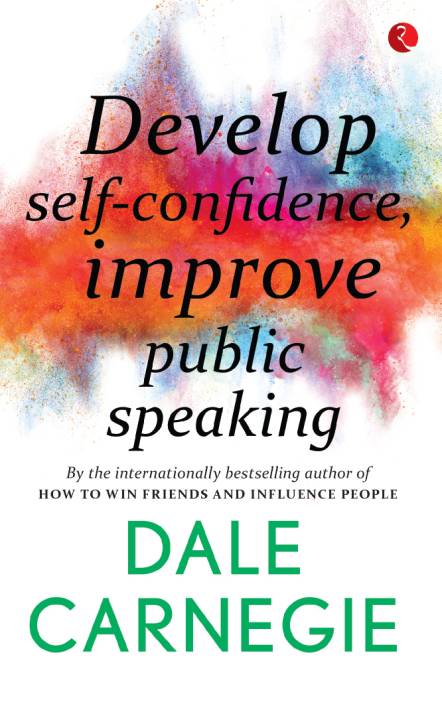 Develop
self-confidence,
improve
public
speaking
By the internationally bestselling author of
HOW TO WIN FRIENDS AND INFLUENCE PEOPLE
DALE
CARNEGIE